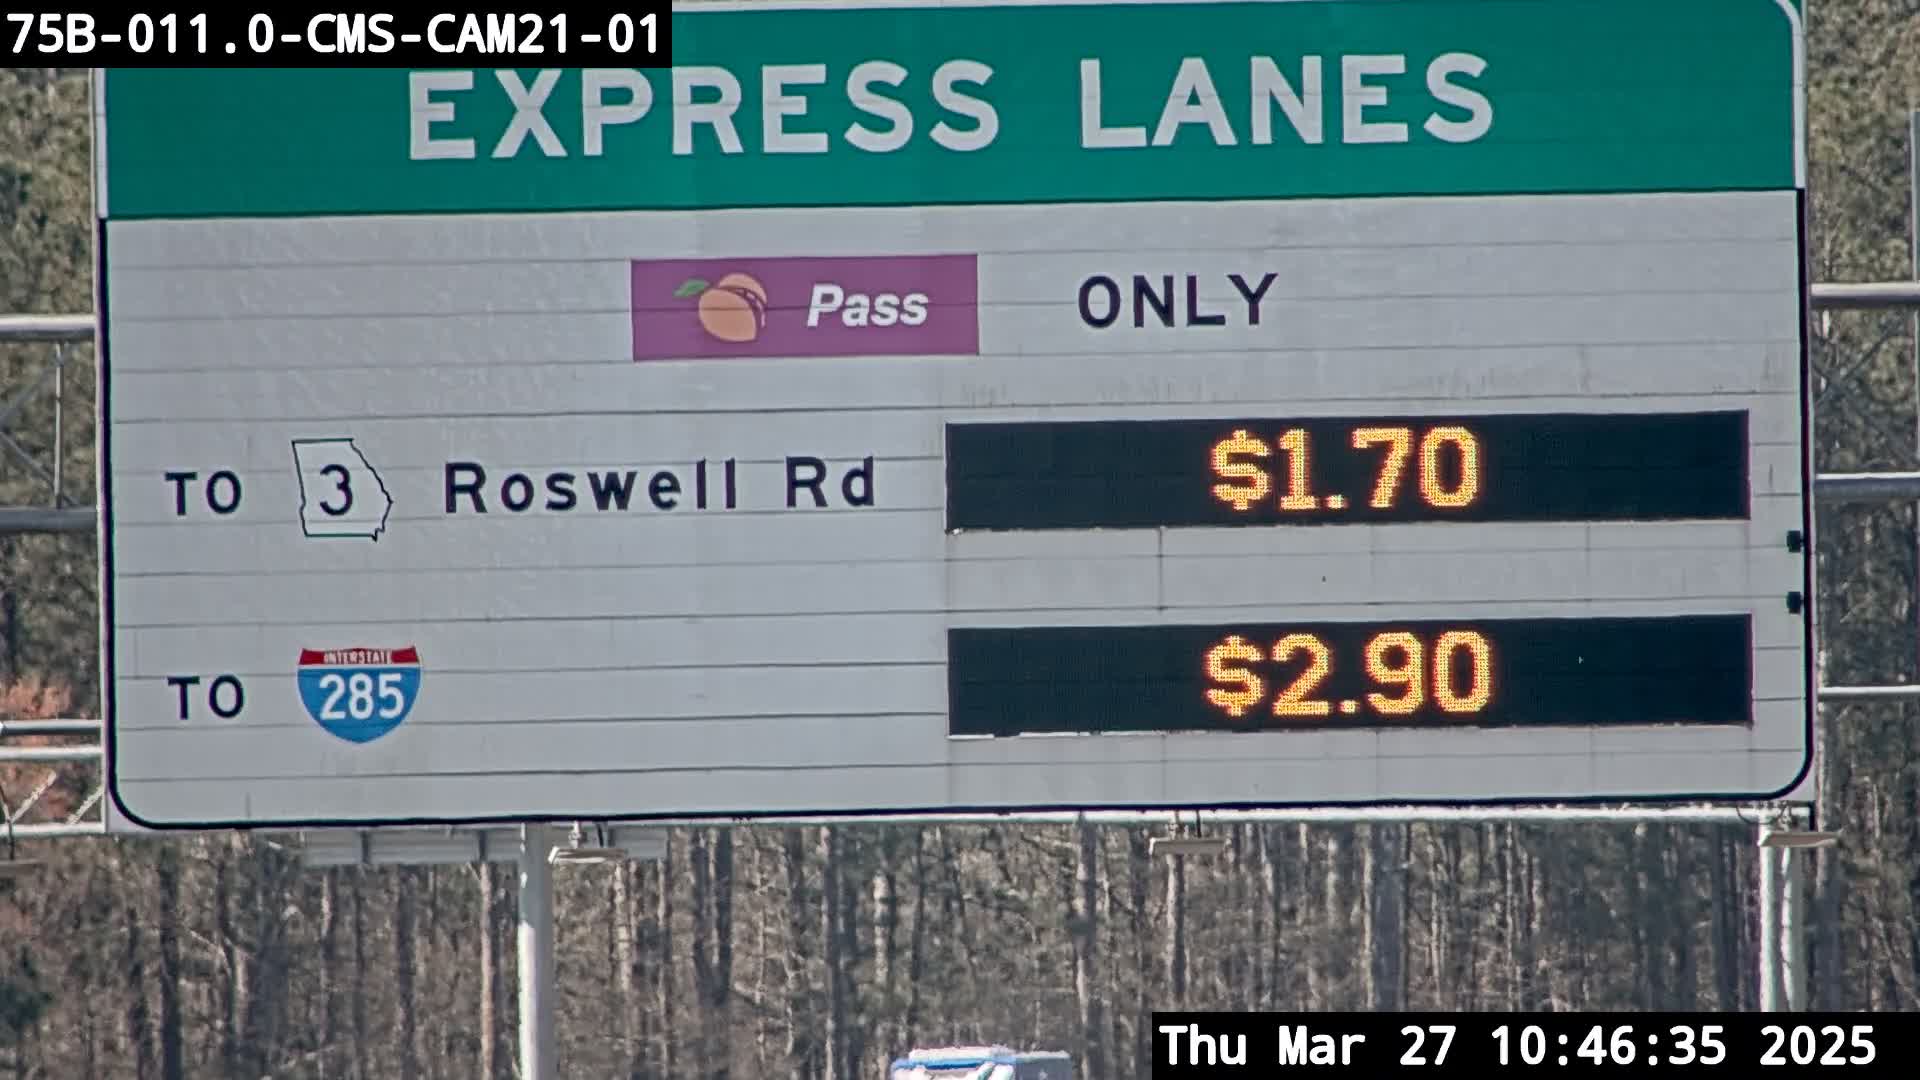 75B-011.0-CMS-CAM21-01
EXPRESS LANES
Pass ONLY
TO 3 Roswell Rd $1.70
TO INTERSTATE 285 $2.90
Thu Mar 27 10:46:35 2025